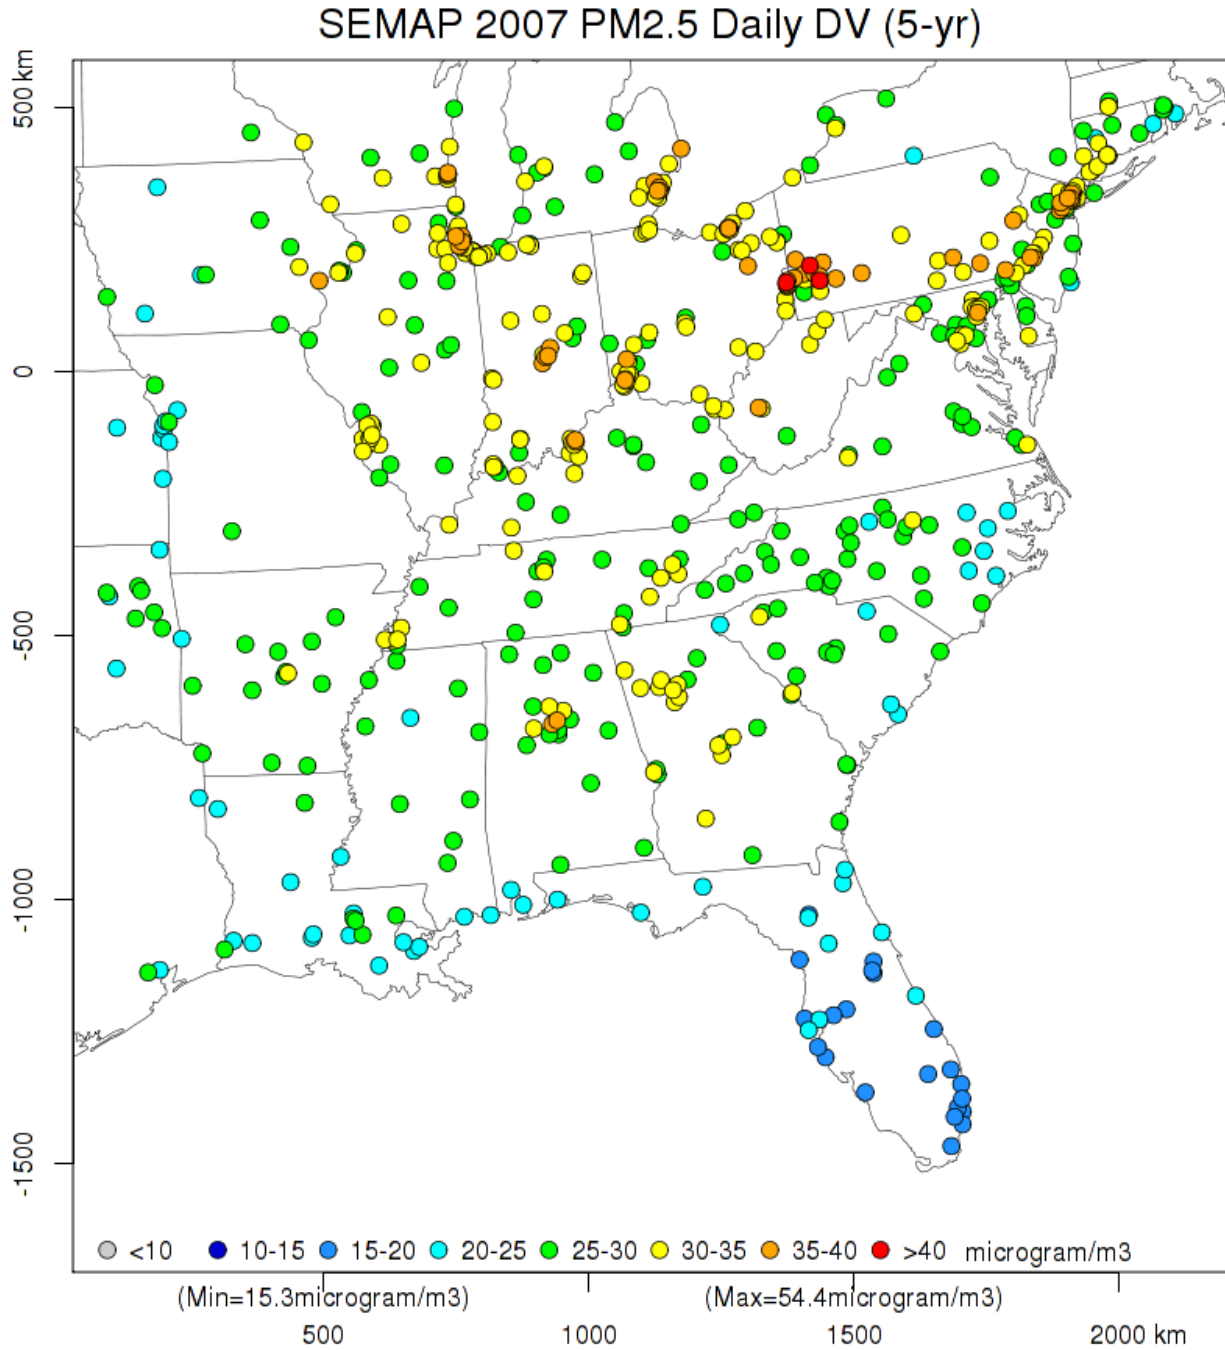 SEMAP 2007 PM2.5 Daily DV (5-yr)
500 km
0
-500
-1000
-1500
<10 10-15 15-20 20-25 25-30 30-35 35-40 >40 microgram/m3
(Min=15.3microgram/m3) (Max=54.4microgram/m3)
500 1000 1500 2000 km